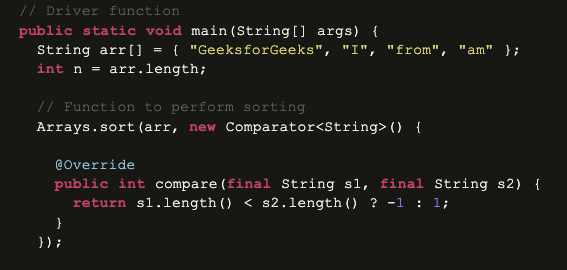 // Driver function
public static void main(String[] args) {
String arr[] = { "GeeksforGeeks", "I", "from", "am" };
int n = arr.length;
// Function to perform sorting
Arrays.sort(arr, new Comparator<String>() {
@Override
public int compare(final String s1, final String s2) {
return s1.length() < s2.length() ? -1 : 1;
}
});